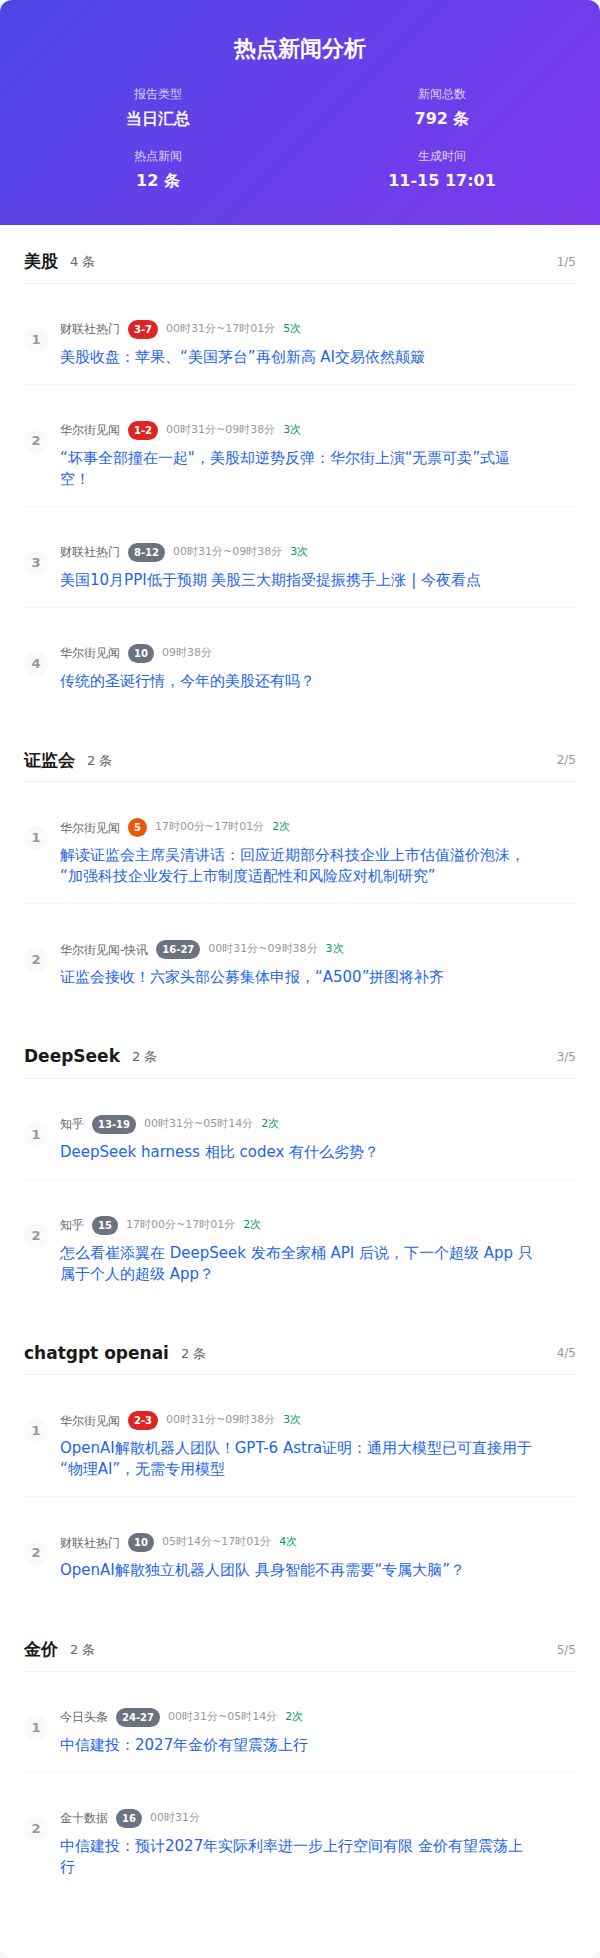 热点新闻分析
报告类型
当日汇总
新闻总数
792 条
热点新闻
12 条
生成时间
11-15 17:01
美股 4 条 1/5
1 财联社热门 3-7 00时31分~17时01分 5次
美股收盘：苹果、“美国茅台”再创新高 AI交易依然颠簸
2 华尔街见闻 1-2 00时31分~09时38分 3次
“坏事全部撞在一起"，美股却逆势反弹：华尔街上演“无票可卖”式逼
空！
3 财联社热门 8-12 00时31分~09时38分 3次
美国10月PPI低于预期 美股三大期指受提振携手上涨 | 今夜看点
4 华尔街见闻 10 09时38分
传统的圣诞行情，今年的美股还有吗？
证监会 2 条 2/5
1 华尔街见闻 5 17时00分~17时01分 2次
解读证监会主席吴清讲话：回应近期部分科技企业上市估值溢价泡沫，
“加强科技企业发行上市制度适配性和风险应对机制研究”
2 华尔街见闻-快讯 16-27 00时31分~09时38分 3次
证监会接收！六家头部公募集体申报，“A500”拼图将补齐
DeepSeek 2 条 3/5
1 知乎 13-19 00时31分~05时14分 2次
DeepSeek harness 相比 codex 有什么劣势？
2 知乎 15 17时00分~17时01分 2次
怎么看崔添翼在 DeepSeek 发布全家桶 API 后说，下一个超级 App 只
属于个人的超级 App？
chatgpt openai 2 条 4/5
1 华尔街见闻 2-3 00时31分~09时38分 3次
OpenAI解散机器人团队！GPT-6 Astra证明：通用大模型已可直接用于
“物理AI”，无需专用模型
2 财联社热门 10 05时14分~17时01分 4次
OpenAI解散独立机器人团队 具身智能不再需要“专属大脑”？
金价 2 条 5/5
1 今日头条 24-27 00时31分~05时14分 2次
中信建投：2027年金价有望震荡上行
2 金十数据 16 00时31分
中信建投：预计2027年实际利率进一步上行空间有限 金价有望震荡上
行